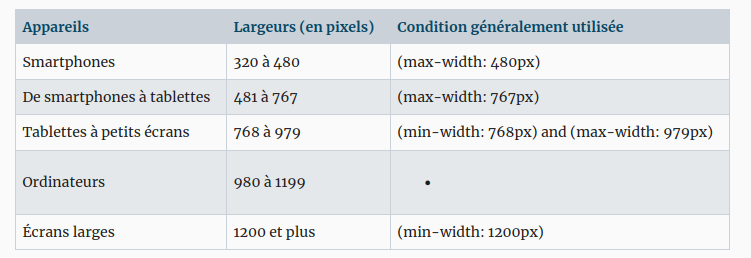 Appareils Largeurs (en pixels) Condition généralement utilisée
Smartphones 320 à 480 (max-width: 480px)
De smartphones à tablettes 481 à 767 (max-width: 767px)
Tablettes à petits écrans 768 à 979 (min-width: 768px) and (max-width: 979px)
Ordinateurs 980 à 1199 •
Écrans larges 1200 et plus (min-width: 1200px)